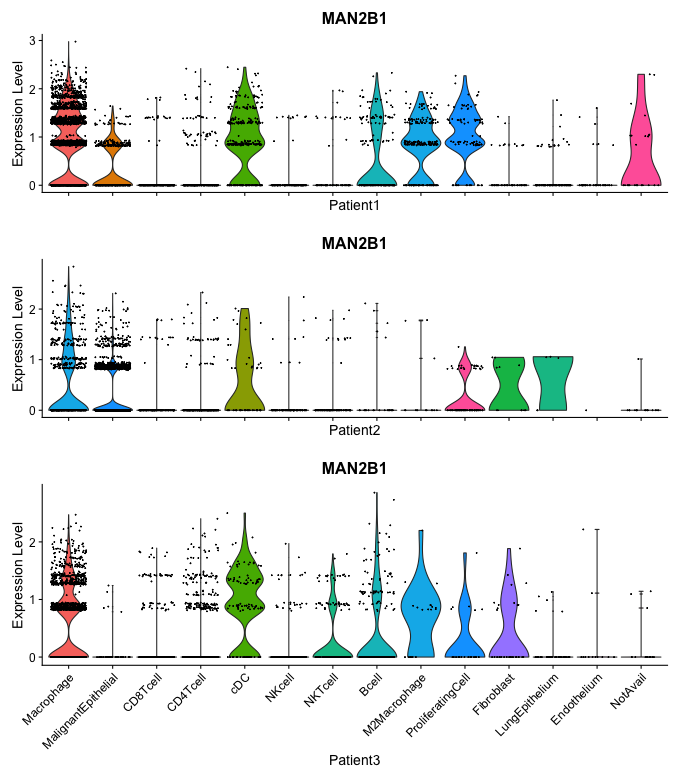 MAN2B1
Expression Level
3
2
1
0
Patient1
MAN2B1
Expression Level
2
1
0
Patient2
MAN2B1
Expression Level
2
1
0
Macrophage
MalignantEpithelial
CD8Tcell
CD4Tcell
cDC
NKcell
NKTcell
Bcell
M2Macrophage
ProliferatingCell
Fibroblast
LungEpithelium
Endothelium
NotAvail
Patient3